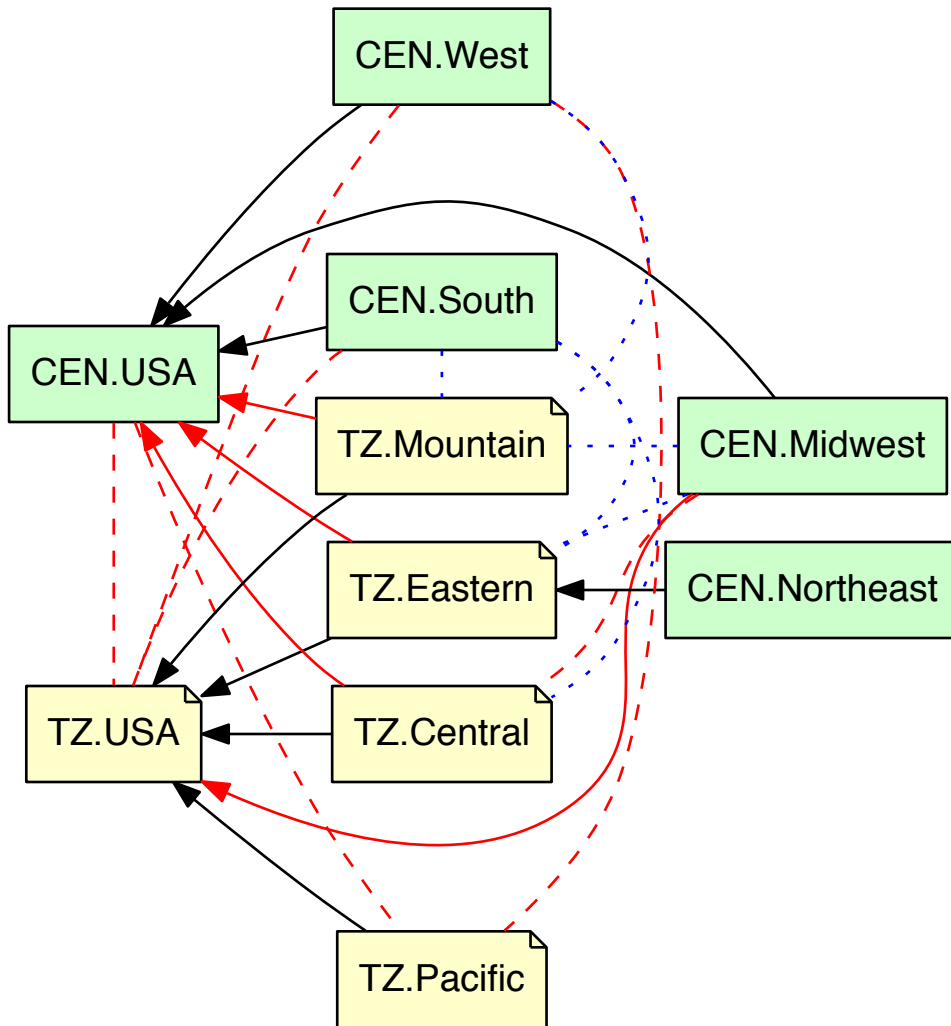 CEN.West
CEN.South
CEN.USA
TZ.Mountain
CEN.Midwest
TZ.Eastern
CEN.Northeast
TZ.USA
TZ.Central
TZ.Pacific